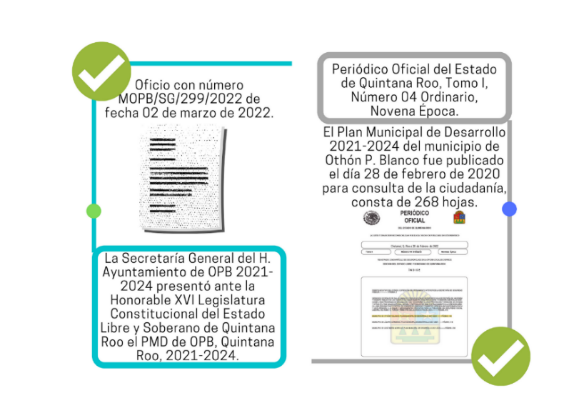 Oficio con número
MOPB/SG/299/2022 de
fecha 02 de marzo de 2022.
La Secretaría General del H.
Ayuntamiento de OPB 2021-
2024 presentó ante la
Honorable XVI Legislatura
Constitucional del Estado
Libre y Soberano de Quintana
Roo el PMD de OPB, Quintana
Roo, 2021-2024.
Periódico Oficial del Estado
de Quintana Roo, Tomo I,
Número 04 Ordinario,
Novena Época.
El Plan Municipal de Desarrollo
2021-2024 del municipio de
Othón P. Blanco fue publicado
el día 28 de febrero de 2020
para consulta de la ciudadanía,
consta de 268 hojas.
PERIÓDICO
OFICIAL